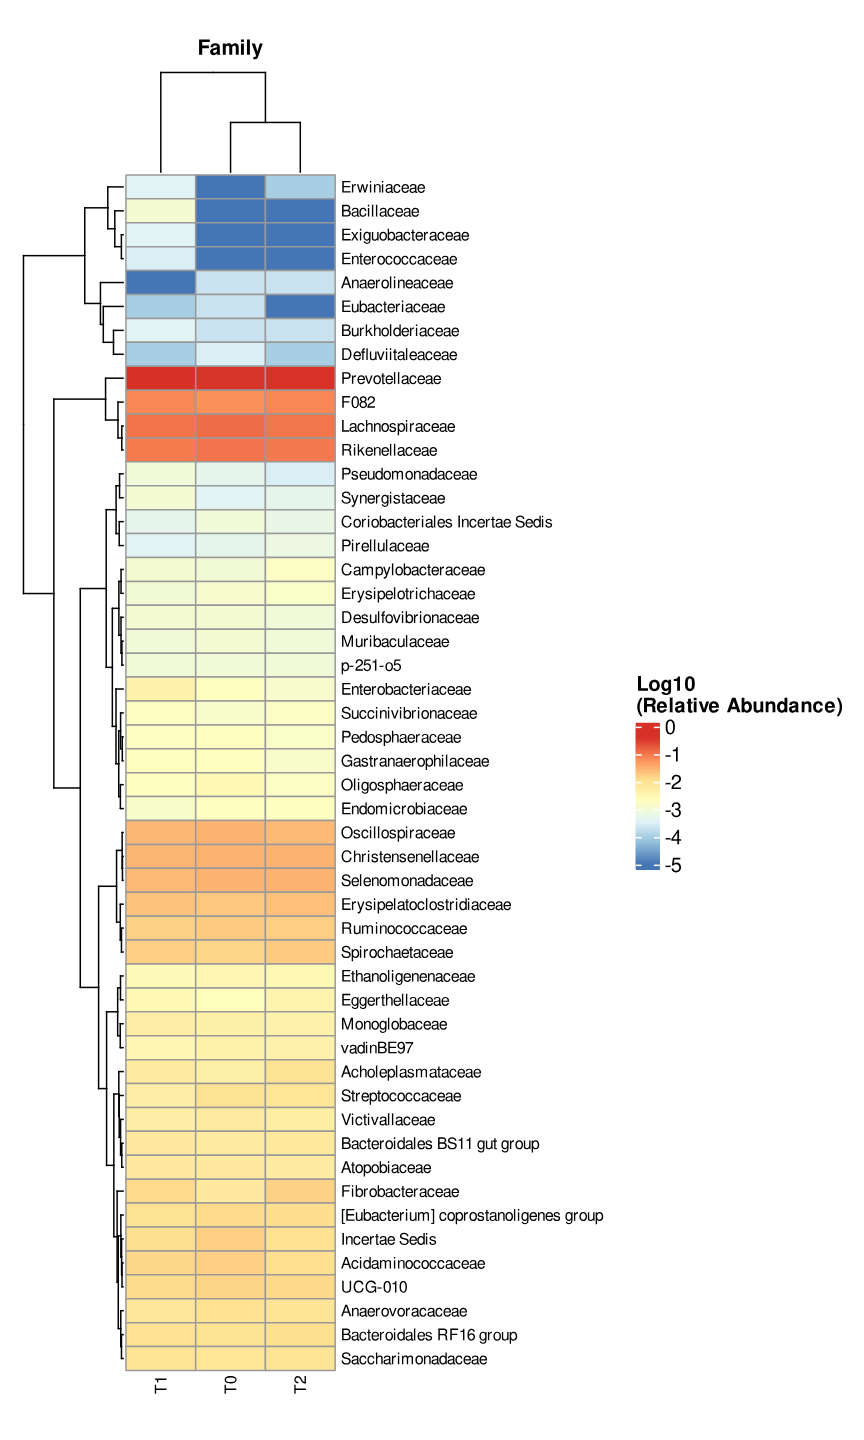 Family
Erwiniaceae
Bacillaceae
Exiguobacteraceae
Enterococcaceae
Anaerolineaceae
Eubacteriaceae
Burkholderiaceae
Defluviitaleaceae
Prevotellaceae
F082
Lachnospiraceae
Rikenellaceae
Pseudomonadaceae
Synergistaceae
Coriobacteriales Incertae Sedis
Pirellulaceae
Campylobacteraceae
Erysipelotrichaceae
Desulfovibrionaceae
Muribaculaceae
p-251-o5
Enterobacteriaceae
Succinivibrionaceae
Pedosphaeraceae
Gastranaerophilaceae
Oligosphaeraceae
Endomicrobiaceae
Oscillospiraceae
Christensenellaceae
Selenomonadaceae
Erysipelatoclostridiaceae
Ruminococcaceae
Spirochaetaceae
Ethanoligenenaceae
Eggerthellaceae
Monoglobaceae
vadinBE97
Acholeplasmataceae
Streptococcaceae
Victivallaceae
Bacteroidales BS11 gut group
Atopobiaceae
Fibrobacteraceae
[Eubacterium] coprostanoligenes group
Incertae Sedis
Acidaminococcaceae
UCG-010
Anaerovoracaceae
Bacteroidales RF16 group
Saccharimonadaceae
T1
T0
T2
Log10
(Relative Abundance)
0
-1
-2
-3
-4
-5